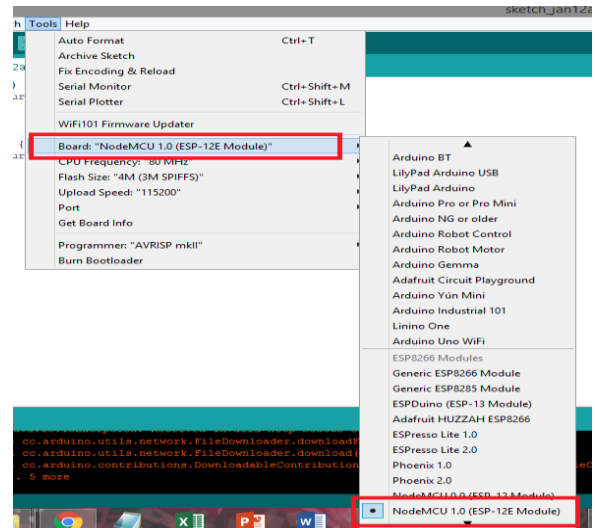 sketch_jan12a
Tools Help
Auto Format Ctrl+T
Archive Sketch
Fix Encoding & Reload
Serial Monitor Ctrl+Shift+M
Serial Plotter Ctrl+Shift+L
WiFi101 Firmware Updater
Board: "NodeMCU 1.0 (ESP-12E Module)"
CPU Frequency: "80 MHz"
Flash Size: "4M (3M SPIFFS)"
Upload Speed: "115200"
Port
Get Board Info
Programmer: "AVRISP mkII"
Burn Bootloader
Arduino BT
LilyPad Arduino USB
LilyPad Arduino
Arduino Pro or Pro Mini
Arduino NG or older
Arduino Robot Control
Arduino Robot Motor
Arduino Gemma
Adafruit Circuit Playground
Arduino Yún Mini
Arduino Industrial 101
Linino One
Arduino Uno WiFi
ESP8266 Modules
Generic ESP8266 Module
Generic ESP8285 Module
ESPDuino (ESP-13 Module)
Adafruit HUZZAH ESP8266
ESPresso Lite 1.0
ESPresso Lite 2.0
Phoenix 1.0
Phoenix 2.0
NodeMCU 0.9 (ESP-12 Module)
NodeMCU 1.0 (ESP-12E Module)
cc.arduino.utils.network.FileDownloader.downloadF
cc.arduino.utils.network.FileDownloader.download(
cc.arduino.contributions.DownloadableContribution
. 5 more